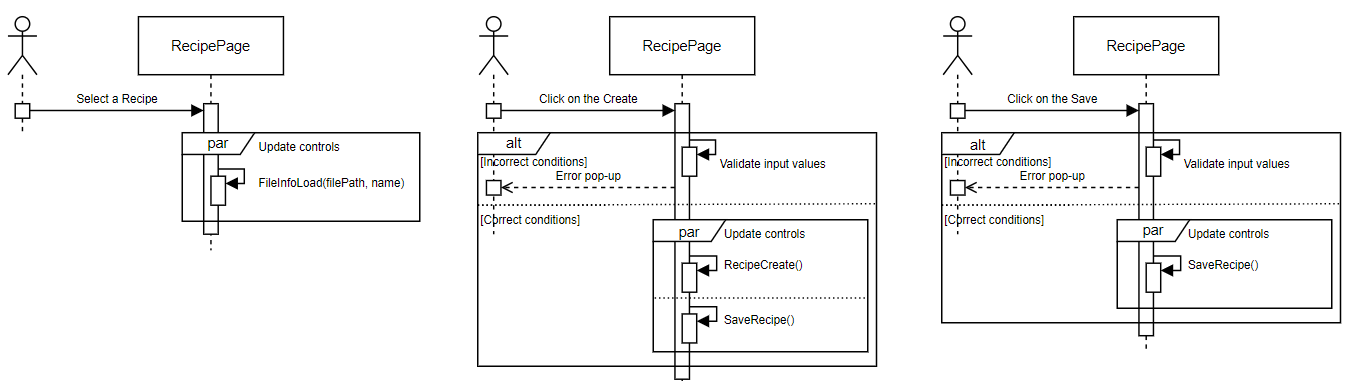 RecipePage
Select a Recipe
par
Update controls
FileInfoLoad(filePath, name)
RecipePage
Click on the Create
alt
[Incorrect conditions]
Validate input values
Error pop-up
[Correct conditions]
par
Update controls
RecipeCreate()
SaveRecipe()
RecipePage
Click on the Save
alt
[Incorrect conditions]
Validate input values
Error pop-up
[Correct conditions]
par
Update controls
SaveRecipe()